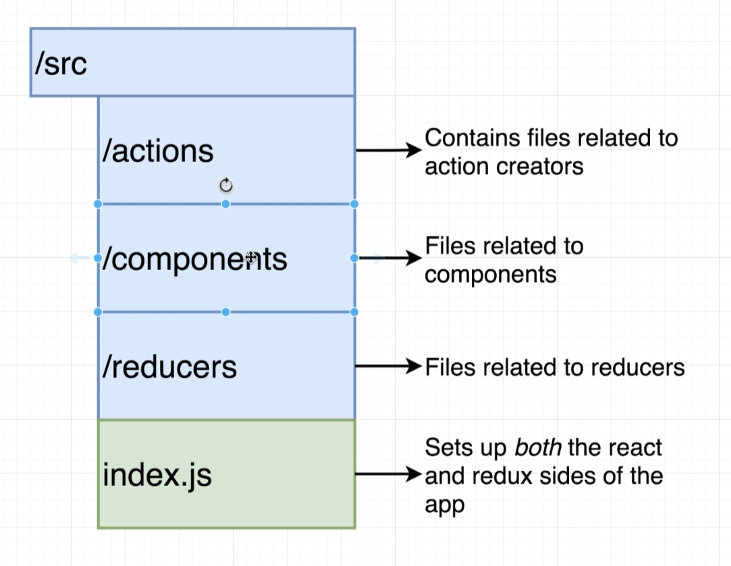 /src
/actions
Contains files related to
action creators
/components
Files related to
components
/reducers
Files related to reducers
index.js
Sets up both the react
and redux sides of the
app